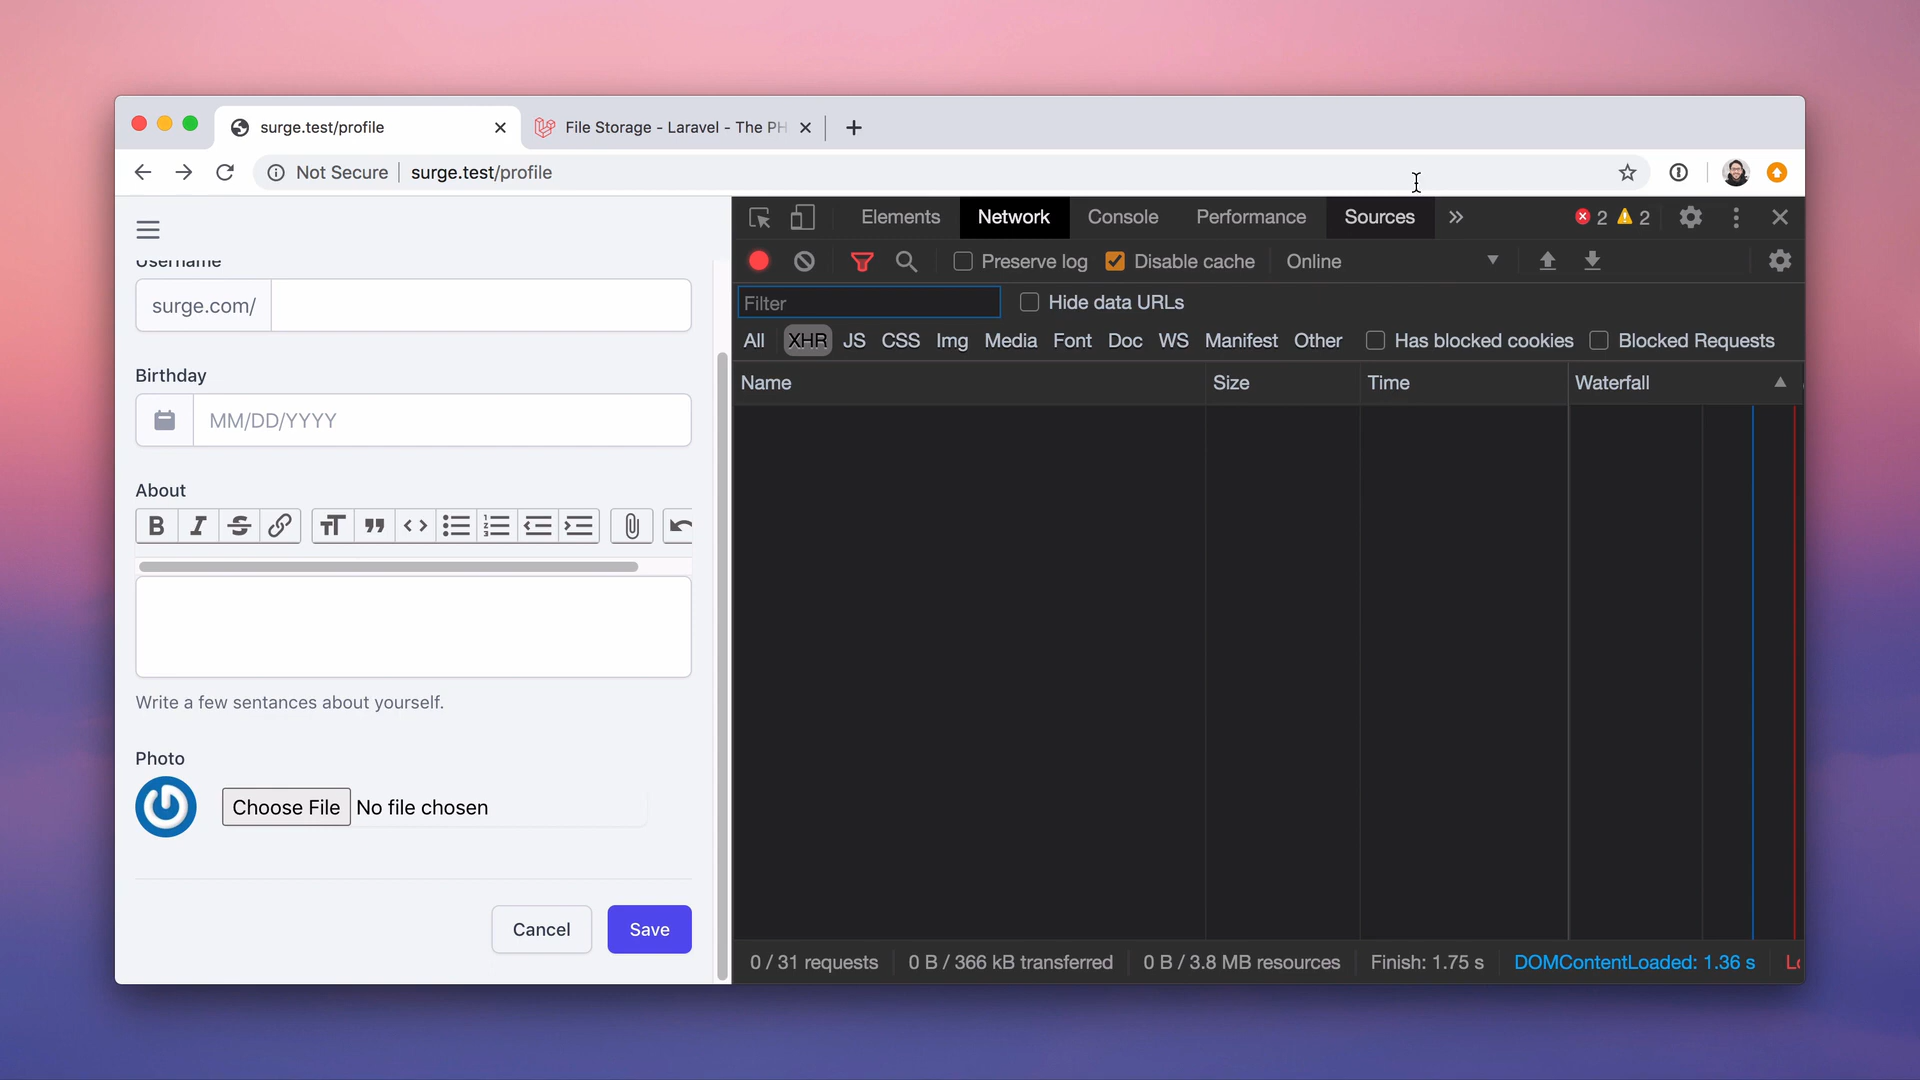 surge.test/profile
File Storage - Laravel - The PH
Not Secure surge.test/profile
Username
surge.com/
Birthday
MM/DD/YYYY
About
Write a few sentances about yourself.
Photo
Choose File No file chosen
Cancel Save
Elements Network Console Performance Sources 2 2
Preserve log Disable cache Online
Filter Hide data URLs
All XHR JS CSS Img Media Font Doc WS Manifest Other Has blocked cookies Blocked Requests
Name Size Time Waterfall
0 / 31 requests 0 B / 366 kB transferred 0 B / 3.8 MB resources Finish: 1.75 s DOMContentLoaded: 1.36 s